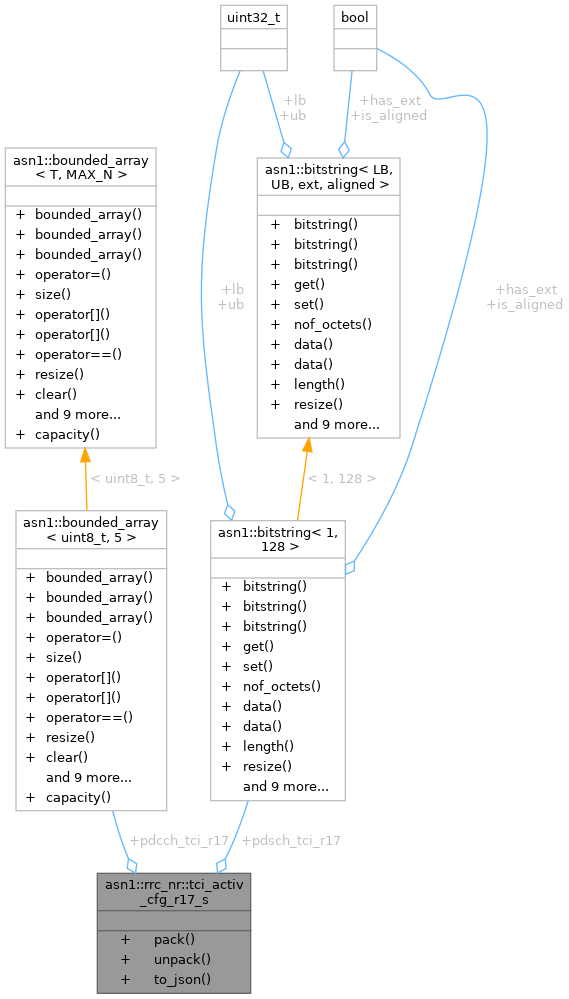 uint32_t
bool
+lb
+ub
+has_ext
+is_aligned
asn1::bounded_array
< T, MAX_N >
+ bounded_array()
+ bounded_array()
+ bounded_array()
+ operator=()
+ size()
+ operator[]()
+ operator[]()
+ operator==()
+ resize()
+ clear()
and 9 more...
+ capacity()
asn1::bitstring< LB,
UB, ext, aligned >
+ bitstring()
+ bitstring()
+ bitstring()
+ get()
+ set()
+ nof_octets()
+ data()
+ data()
+ length()
+ resize()
and 9 more...
+lb
+ub
+has_ext
+is_aligned
< uint8_t, 5 >
< 1, 128 >
asn1::bounded_array
< uint8_t, 5 >
+ bounded_array()
+ bounded_array()
+ bounded_array()
+ operator=()
+ size()
+ operator[]()
+ operator[]()
+ operator==()
+ resize()
+ clear()
and 9 more...
+ capacity()
asn1::bitstring< 1,
128 >
+ bitstring()
+ bitstring()
+ bitstring()
+ get()
+ set()
+ nof_octets()
+ data()
+ data()
+ length()
+ resize()
and 9 more...
+pdcch_tci_r17
+pdsch_tci_r17
asn1::rrc_nr::tci_activ
_cfg_r17_s
+ pack()
+ unpack()
+ to_json()